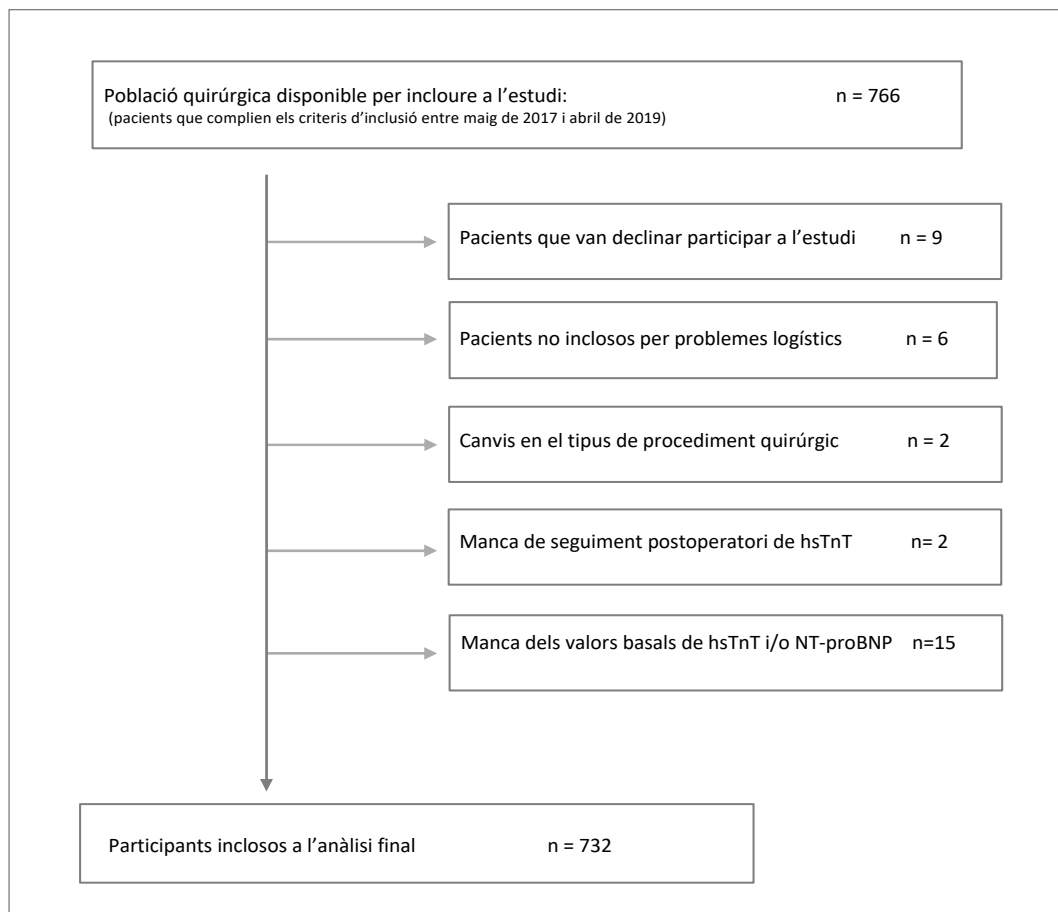 Població quirúrgica disponible per incloure a l’estudi: n = 766
(pacients que complien els criteris d’inclusió entre maig de 2017 i abril de 2019)
Pacients que van declinar participar a l’estudi n = 9
Pacients no inclosos per problemes logístics n = 6
Canvis en el tipus de procediment quirúrgic n = 2
Manca de seguiment postoperatori de hsTnT n= 2
Manca dels valors basals de hsTnT i/o NT-proBNP n=15
Participants inclosos a l’anàlisi final n = 732